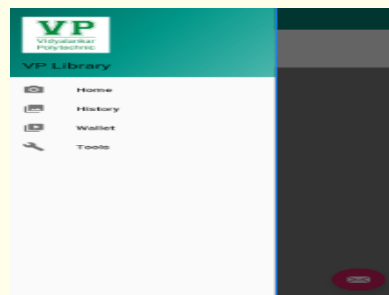 VP
Vidyalankar
Polytechnic
VP Library
Home
History
Wallet
Tools